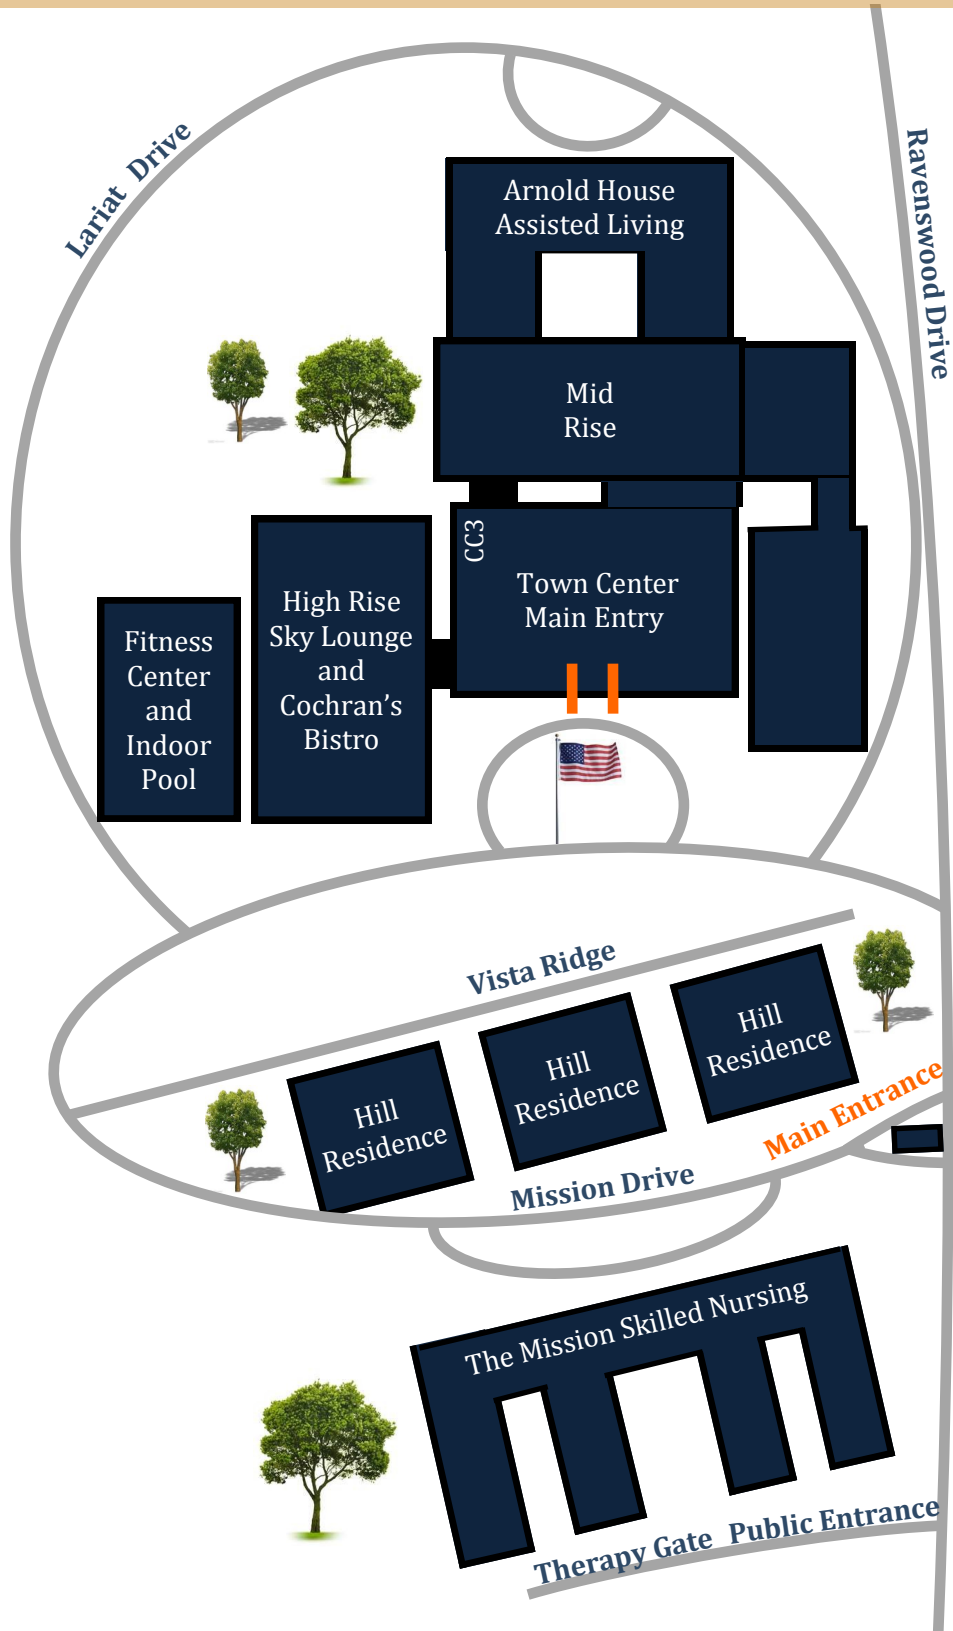 Lariat Drive
Ravenswood Drive
Arnold House
Assisted Living
Mid
Rise
CC3
Town Center
Main Entry
High Rise
Sky Lounge
and
Cochran’s
Bistro
Fitness
Center
and
Indoor
Pool
Vista Ridge
Hill
Residence
Hill
Residence
Hill
Residence
Main Entrance
Mission Drive
The Mission Skilled Nursing
Therapy Gate Public Entrance